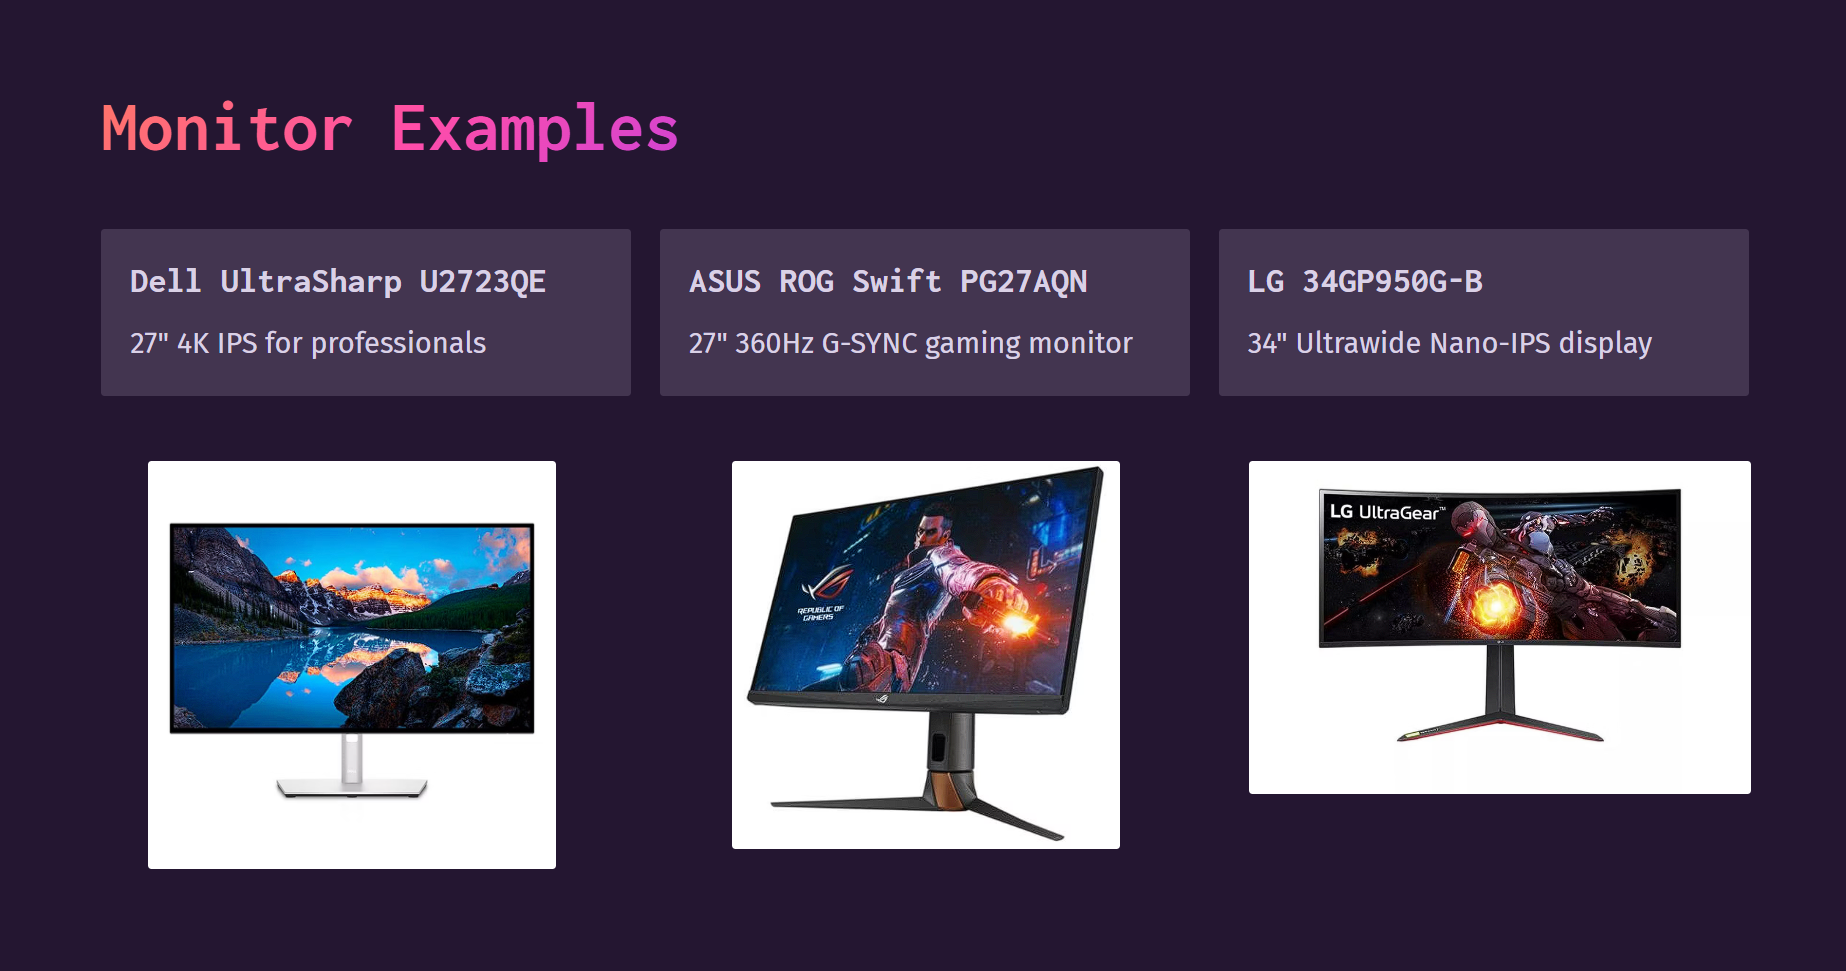 Monitor Examples
Dell UltraSharp U2723QE
27" 4K IPS for professionals
ASUS ROG Swift PG27AQN
27" 360Hz G-SYNC gaming monitor
LG 34GP950G-B
34" Ultrawide Nano-IPS display
REPUBLIC OF
GAMERS
LG UltraGear™